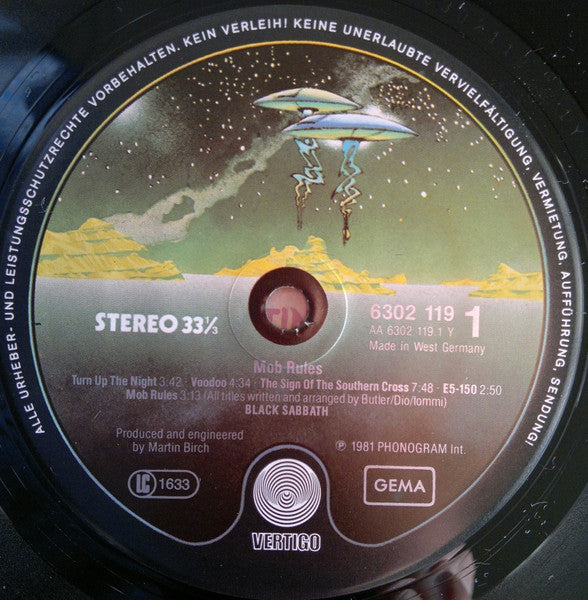 ALLE URHEBER- UND LEISTUNGSSCHUTZRECHTE VORBEHALTEN. KEIN VERLEIH! KEINE UNERLAUBTE VERVIELFÄLTIGUNG, VERMIETUNG, AUFFÜHRUNG, SENDUNG!
STEREO 33⅓
6302 119 1
AA 6302 119.1 Y
Made in West Germany
Mob Rules
Turn Up The Night 3:42 · Voodoo 4:34 · The Sign Of The Southern Cross 7:48 · E5-150 2:50
Mob Rules 3:13 (All titles written and arranged by Butler/Dio/Iommi)
BLACK SABBATH
Produced and engineered
by Martin Birch
℗ 1981 PHONOGRAM Int.
LC 1633
GEMA
VERTIGO